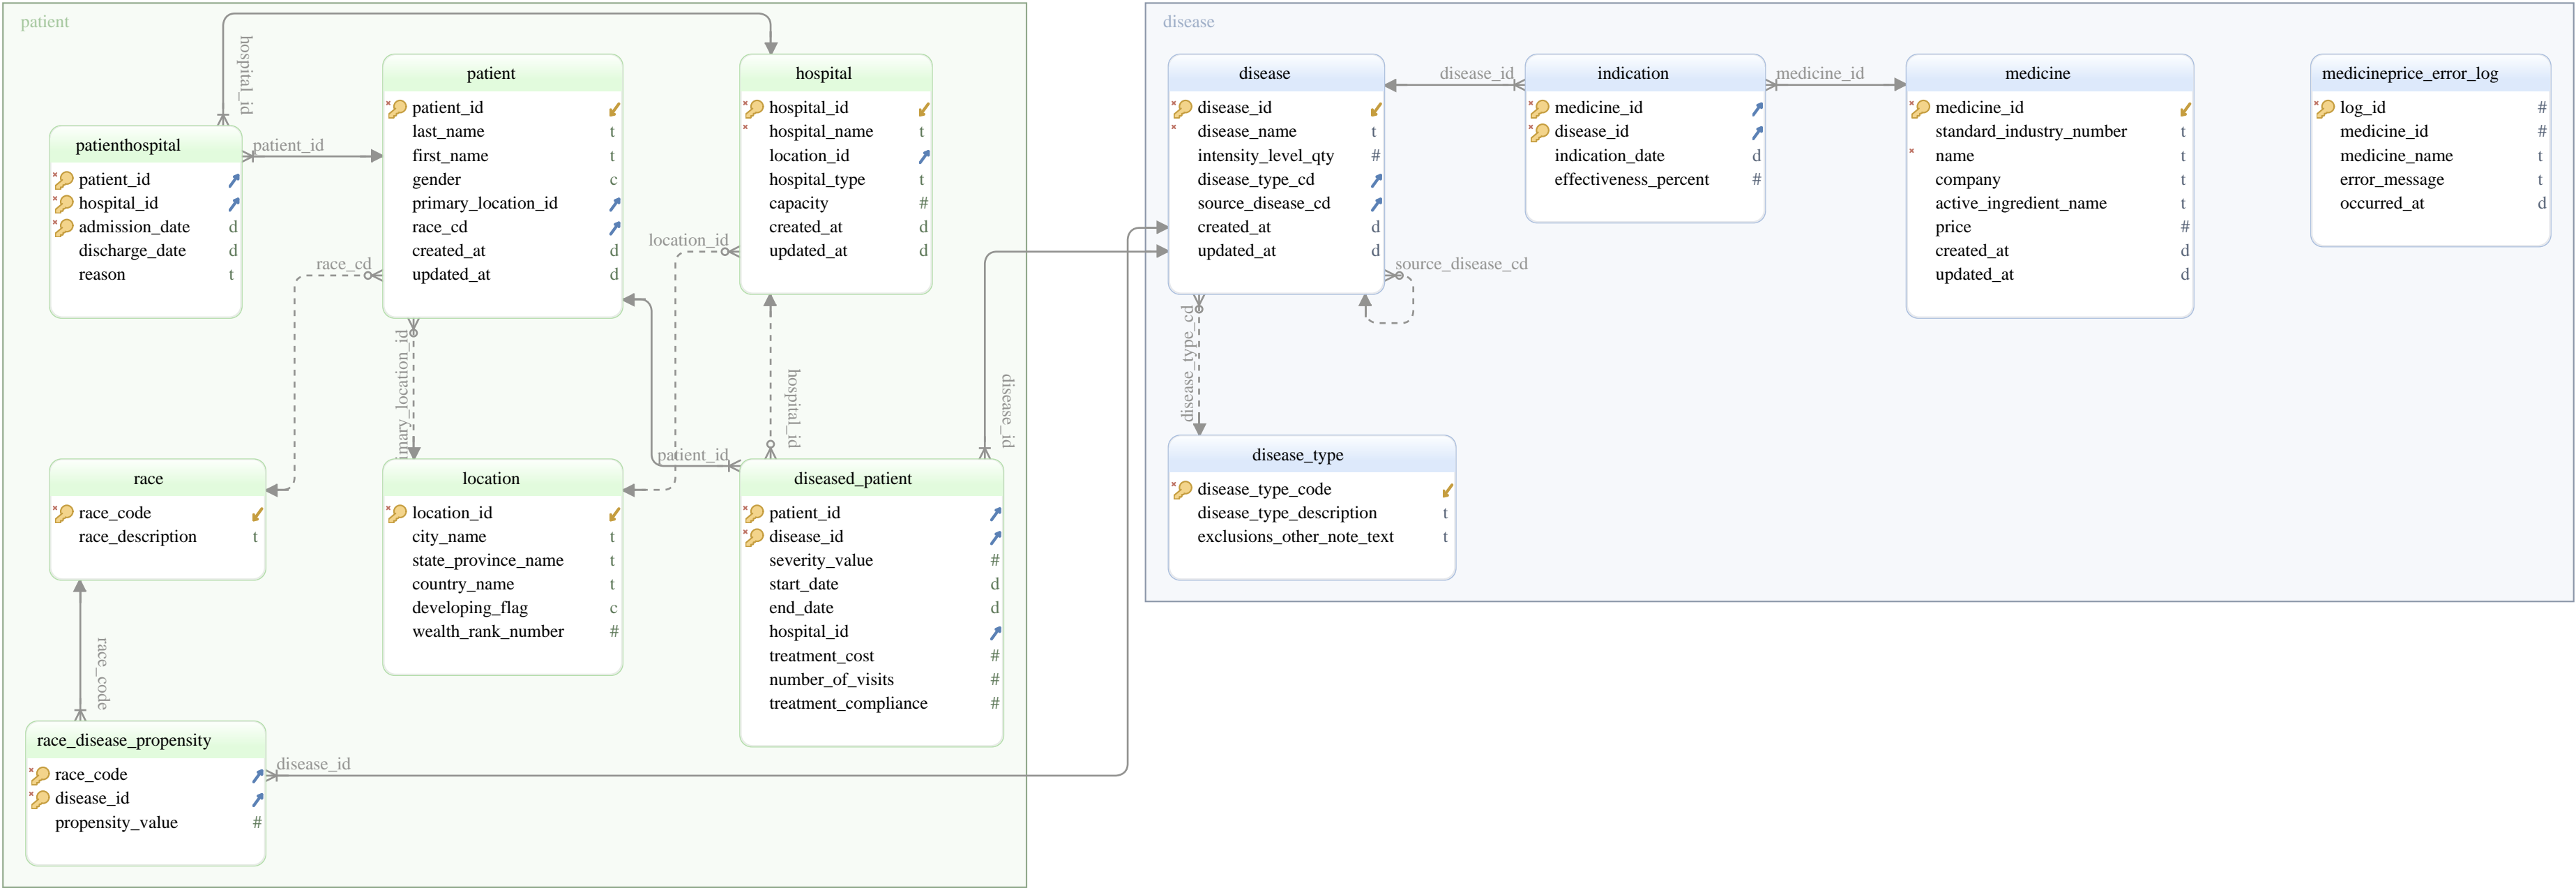 patient
hospital_id
patienthospital
patient_id
hospital_id
admission_date d
discharge_date d
reason t
patient_id
patient
patient_id
last_name t
first_name t
gender c
primary_location_id
race_cd
created_at d
updated_at d
hospital
hospital_id
hospital_name t
location_id
hospital_type t
capacity #
created_at d
updated_at d
location_id
race_cd
hospital_id
disease_id
patient_id
race
race_code
race_description t
location
location_id
city_name t
state_province_name t
country_name t
developing_flag c
wealth_rank_number #
diseased_patient
patient_id
disease_id
severity_value #
start_date d
end_date d
hospital_id
treatment_cost #
number_of_visits #
treatment_compliance #
race_code
race_disease_propensity
race_code
disease_id
propensity_value #
disease_id
disease
disease
disease_id
disease_name t
intensity_level_qty #
disease_type_cd
source_disease_cd
created_at d
updated_at d
disease_id
indication
medicine_id
disease_id
indication_date d
effectiveness_percent #
medicine_id
medicine
medicine_id
standard_industry_number t
name t
company t
active_ingredient_name t
price #
created_at d
updated_at d
medicineprice_error_log
log_id #
medicine_id #
medicine_name t
error_message t
occurred_at d
source_disease_cd
disease_type_cd
disease_type
disease_type_code
disease_type_description t
exclusions_other_note_text t